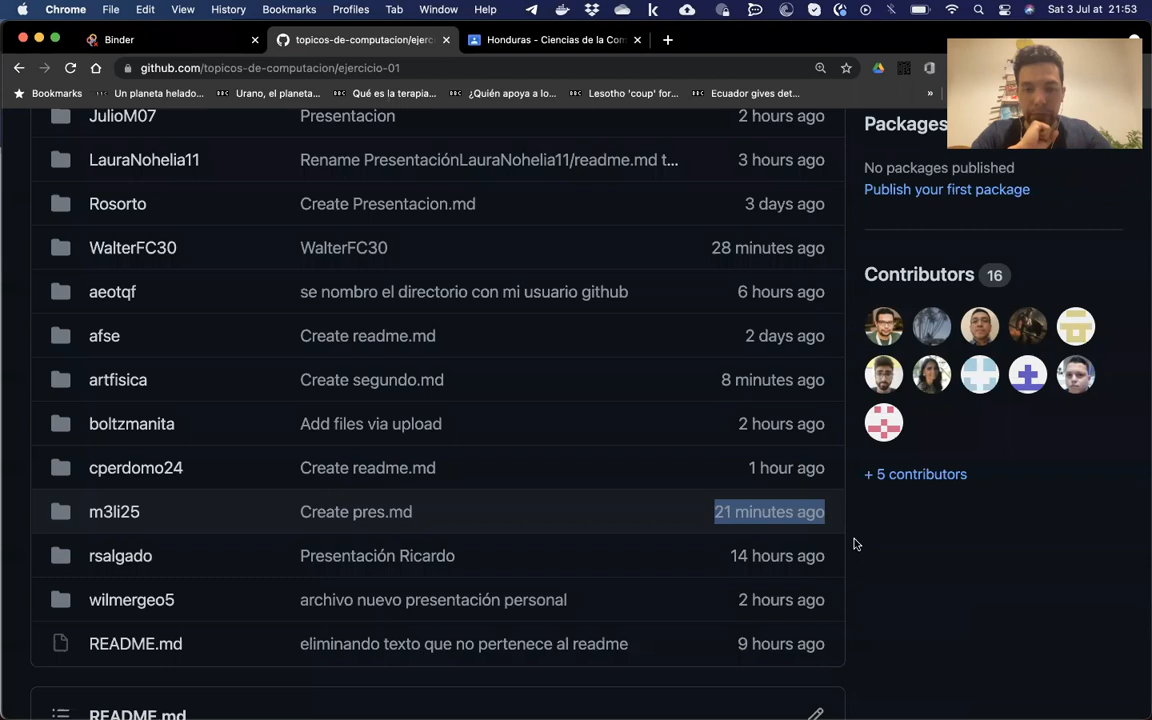 Chrome File Edit View History Bookmarks Profiles Tab Window Help Sat 3 Jul at 21:53
Binder
topicos-de-computacion/ejerc
Honduras - Ciencias de la Com
github.com/topicos-de-computacion/ejercicio-01
Bookmarks Un planeta helado... Urano, el planeta... Qué es la terapia... ¿Quién apoya a lo... Lesotho 'coup' for... Ecuador gives det... »
JulioM07 Presentacion 2 hours ago
LauraNohelia11 Rename PresentaciónLauraNohelia11/readme.md t... 3 hours ago
Rosorto Create Presentacion.md 3 days ago
WalterFC30 WalterFC30 28 minutes ago
aeotqf se nombro el directorio con mi usuario github 6 hours ago
afse Create readme.md 2 days ago
artfisica Create segundo.md 8 minutes ago
boltzmanita Add files via upload 2 hours ago
cperdomo24 Create readme.md 1 hour ago
m3li25 Create pres.md 21 minutes ago
rsalgado Presentación Ricardo 14 hours ago
wilmergeo5 archivo nuevo presentación personal 2 hours ago
README.md eliminando texto que no pertenece al readme 9 hours ago
README.md
Packages
No packages published
Publish your first package
Contributors 16
+ 5 contributors